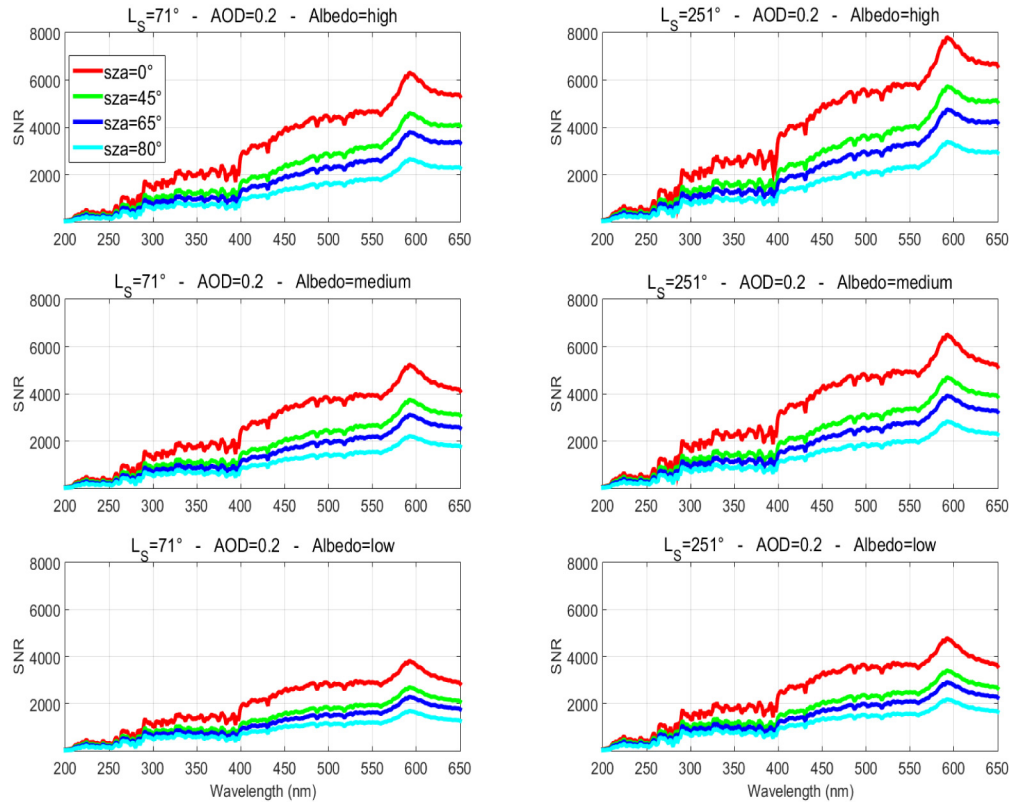 L_S=71° - AOD=0.2 - Albedo=high
8000
6000
4000
2000
SNR
sza=0°
sza=45°
sza=65°
sza=80°
200 250 300 350 400 450 500 550 600 650
L_S=251° - AOD=0.2 - Albedo=high
8000
6000
4000
2000
SNR
200 250 300 350 400 450 500 550 600 650
L_S=71° - AOD=0.2 - Albedo=medium
8000
6000
4000
2000
SNR
200 250 300 350 400 450 500 550 600 650
L_S=251° - AOD=0.2 - Albedo=medium
8000
6000
4000
2000
SNR
200 250 300 350 400 450 500 550 600 650
L_S=71° - AOD=0.2 - Albedo=low
8000
6000
4000
2000
SNR
200 250 300 350 400 450 500 550 600 650
Wavelength (nm)
L_S=251° - AOD=0.2 - Albedo=low
8000
6000
4000
2000
SNR
200 250 300 350 400 450 500 550 600 650
Wavelength (nm)